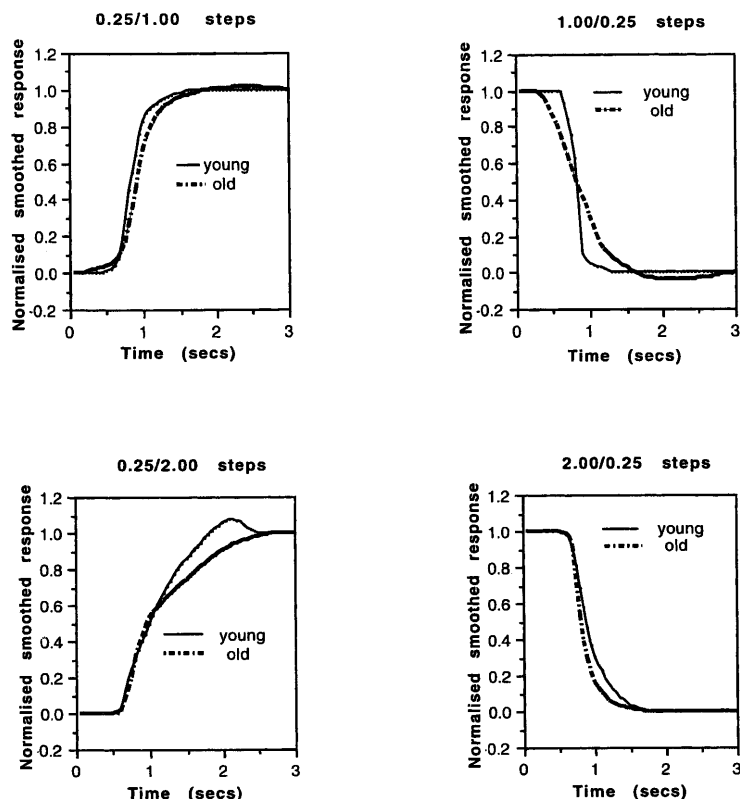 0.25/1.00 steps
Normalised smoothed response
1.2
1.0
0.8
0.6
0.4
0.2
0.0
-0.2
young
old
0 1 2 3
Time (secs)
1.00/0.25 steps
Normalised smoothed response
1.2
1.0
0.8
0.6
0.4
0.2
0.0
-0.2
young
old
0 1 2 3
Time (secs)
0.25/2.00 steps
Normalised smoothed response
1.2
1.0
0.8
0.6
0.4
0.2
0.0
-0.2
young
old
0 1 2 3
Time (secs)
2.00/0.25 steps
Normalised smoothed response
1.2
1.0
0.8
0.6
0.4
0.2
0.0
-0.2
young
old
0 1 2 3
Time (secs)